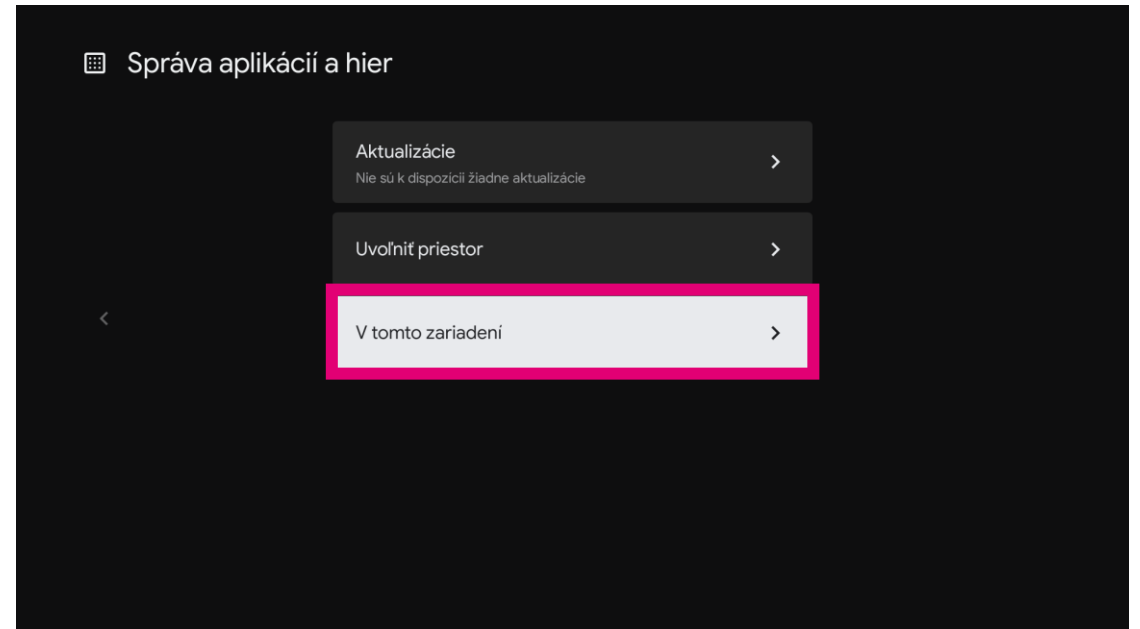 Správa aplikácií a hier
Aktualizácie
Nie sú k dispozícii žiadne aktualizácie
Uvoľniť priestor
V tomto zariadení